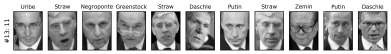 Uribe Straw Negroponte Greenstock Straw Daschle Putin Straw Zemin Putin Daschle
#13: 11